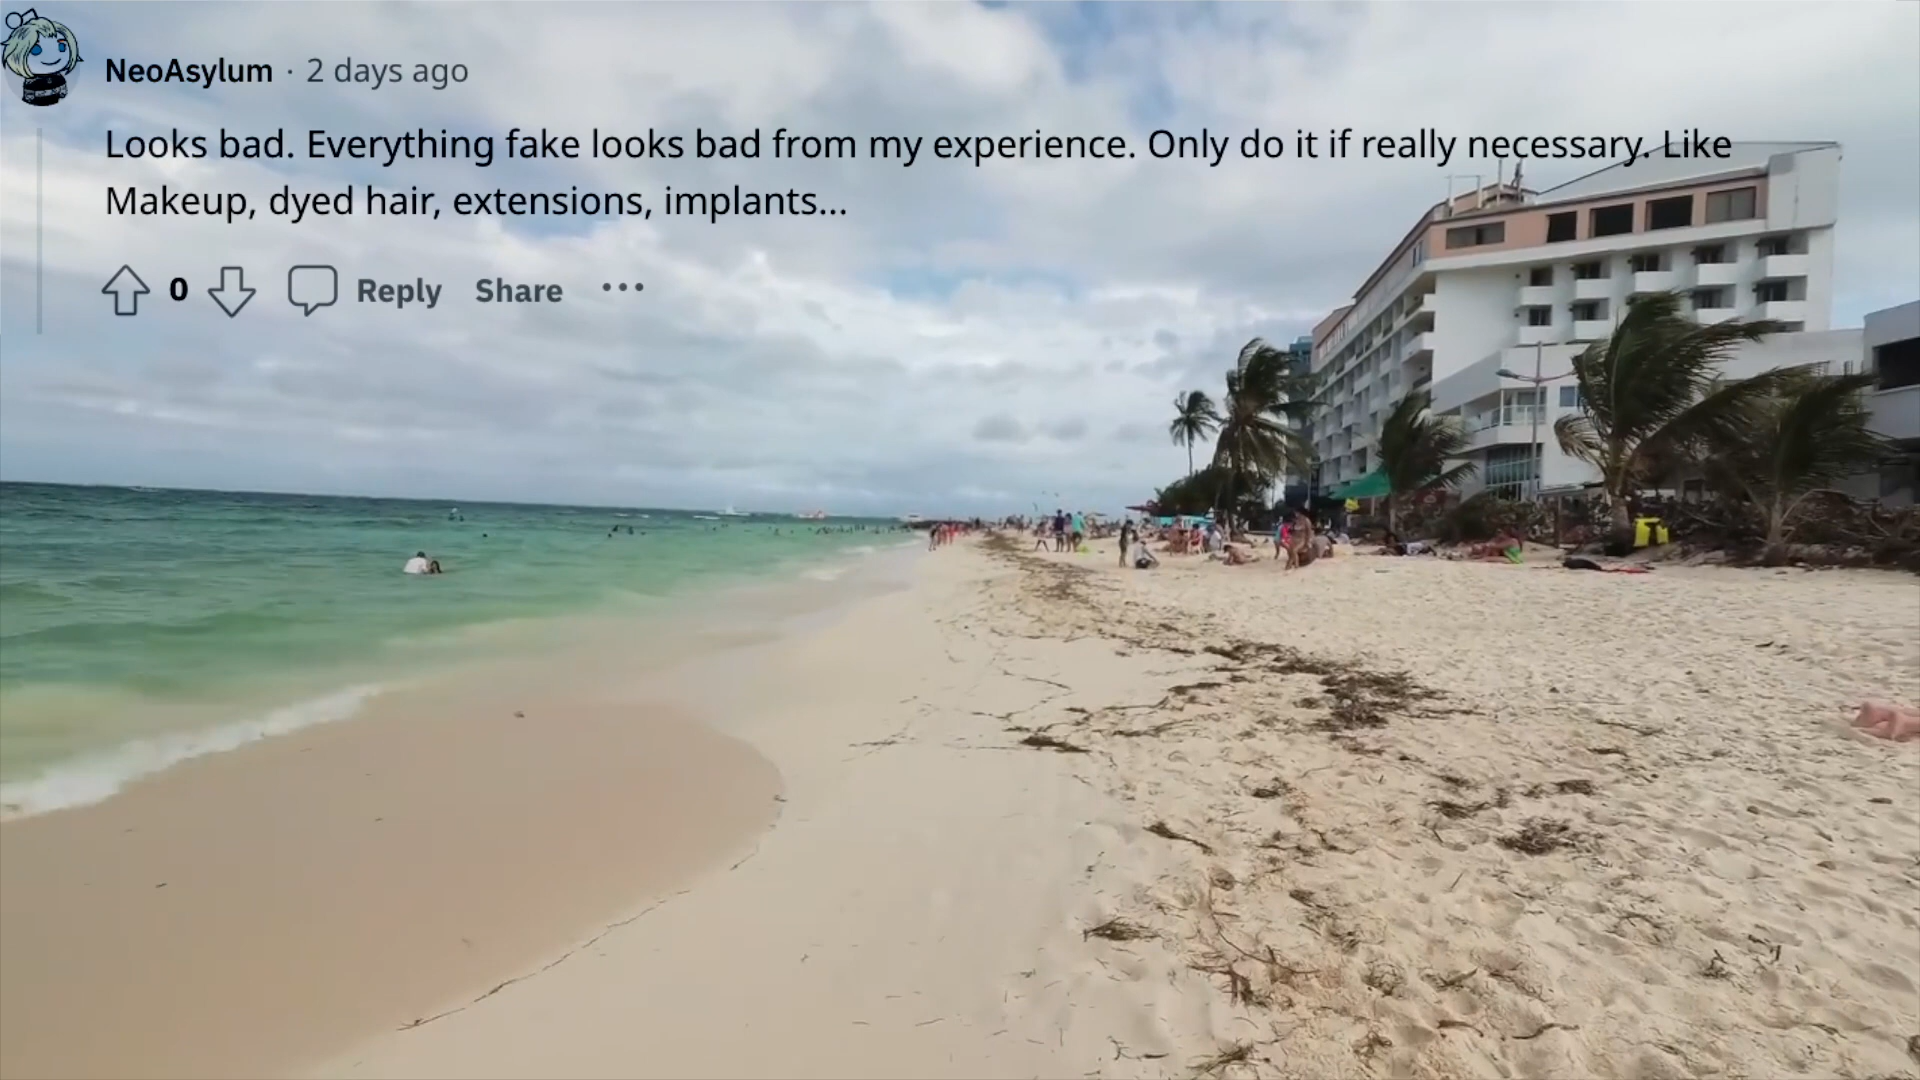 NeoAsylum · 2 days ago
Looks bad. Everything fake looks bad from my experience. Only do it if really necessary. Like
Makeup, dyed hair, extensions, implants...
0 Reply Share ...